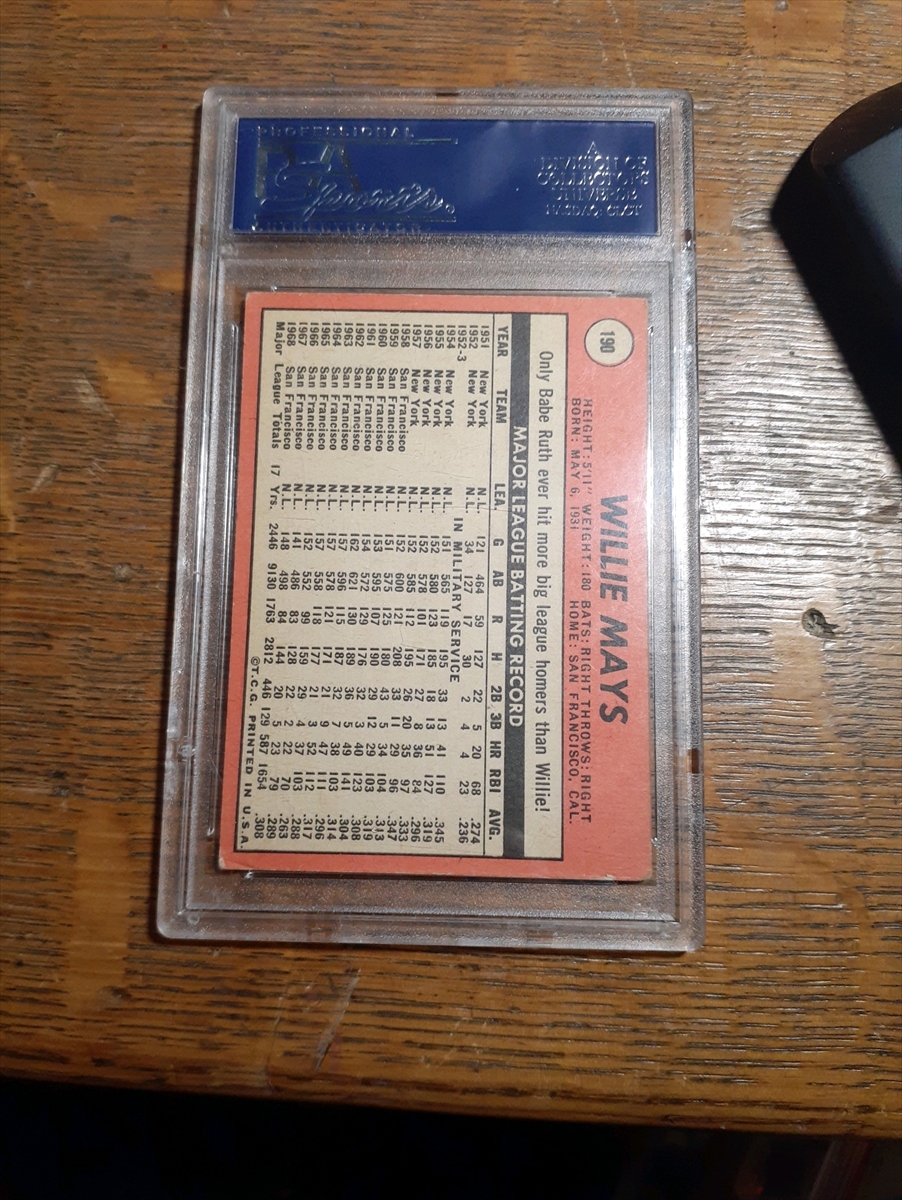 PROFESSIONAL
PSA
Sports
AUTHENTICATOR
A
DIVISION OF
COLLECTORS
UNIVERSE
NASDAQ: CLCT
190
WILLIE MAYS
HEIGHT: 5'11" WEIGHT: 180 BATS: RIGHT THROWS: RIGHT
BORN: MAY 6, 1931 HOME: SAN FRANCISCO, CAL.
Only Babe Ruth ever hit more big league homers than Willie!
MAJOR LEAGUE BATTING RECORD
YEAR TEAM LEA. G AB R H 2B 3B HR RBI AVG.
1951 New York N.L. 121 464 59 127 22 5 20 68 .274
1952 New York N.L. 34 127 17 30 2 4 4 23 .236
1952-3 IN MILITARY SERVICE
1954 New York N.L. 151 565 119 195 33 13 41 110 .345
1955 New York N.L. 152 580 123 185 18 13 51 127 .319
1956 New York N.L. 152 578 101 171 27 8 36 84 .296
1957 New York N.L. 152 585 112 195 26 20 35 97 .333
1958 San Francisco N.L. 152 600 121 208 33 11 29 96 .347
1959 San Francisco N.L. 151 575 125 180 43 5 34 104 .313
1960 San Francisco N.L. 153 595 107 190 29 12 29 103 .319
1961 San Francisco N.L. 154 572 129 176 32 3 40 123 .308
1962 San Francisco N.L. 162 621 130 189 36 5 49 141 .304
1963 San Francisco N.L. 157 596 115 187 32 7 38 103 .314
1964 San Francisco N.L. 157 578 121 171 21 9 47 111 .296
1965 San Francisco N.L. 157 558 118 177 21 3 52 112 .317
1966 San Francisco N.L. 152 552 99 159 29 4 37 103 .288
1967 San Francisco N.L. 141 486 83 128 22 2 22 70 .263
1968 San Francisco N.L. 148 498 84 144 20 5 23 79 .289
Major League Totals 17 Yrs. 2446 9130 1763 2812 446 129 587 1654 .308
©T.C.G. PRINTED IN U.S.A.